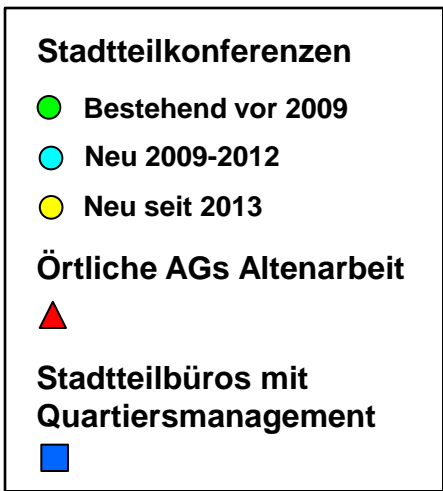 Stadtteilkonferenzen
Bestehend vor 2009
Neu 2009-2012
Neu seit 2013
Örtliche AGs Altenarbeit
Stadtteilbüros mit
Quartiersmanagement